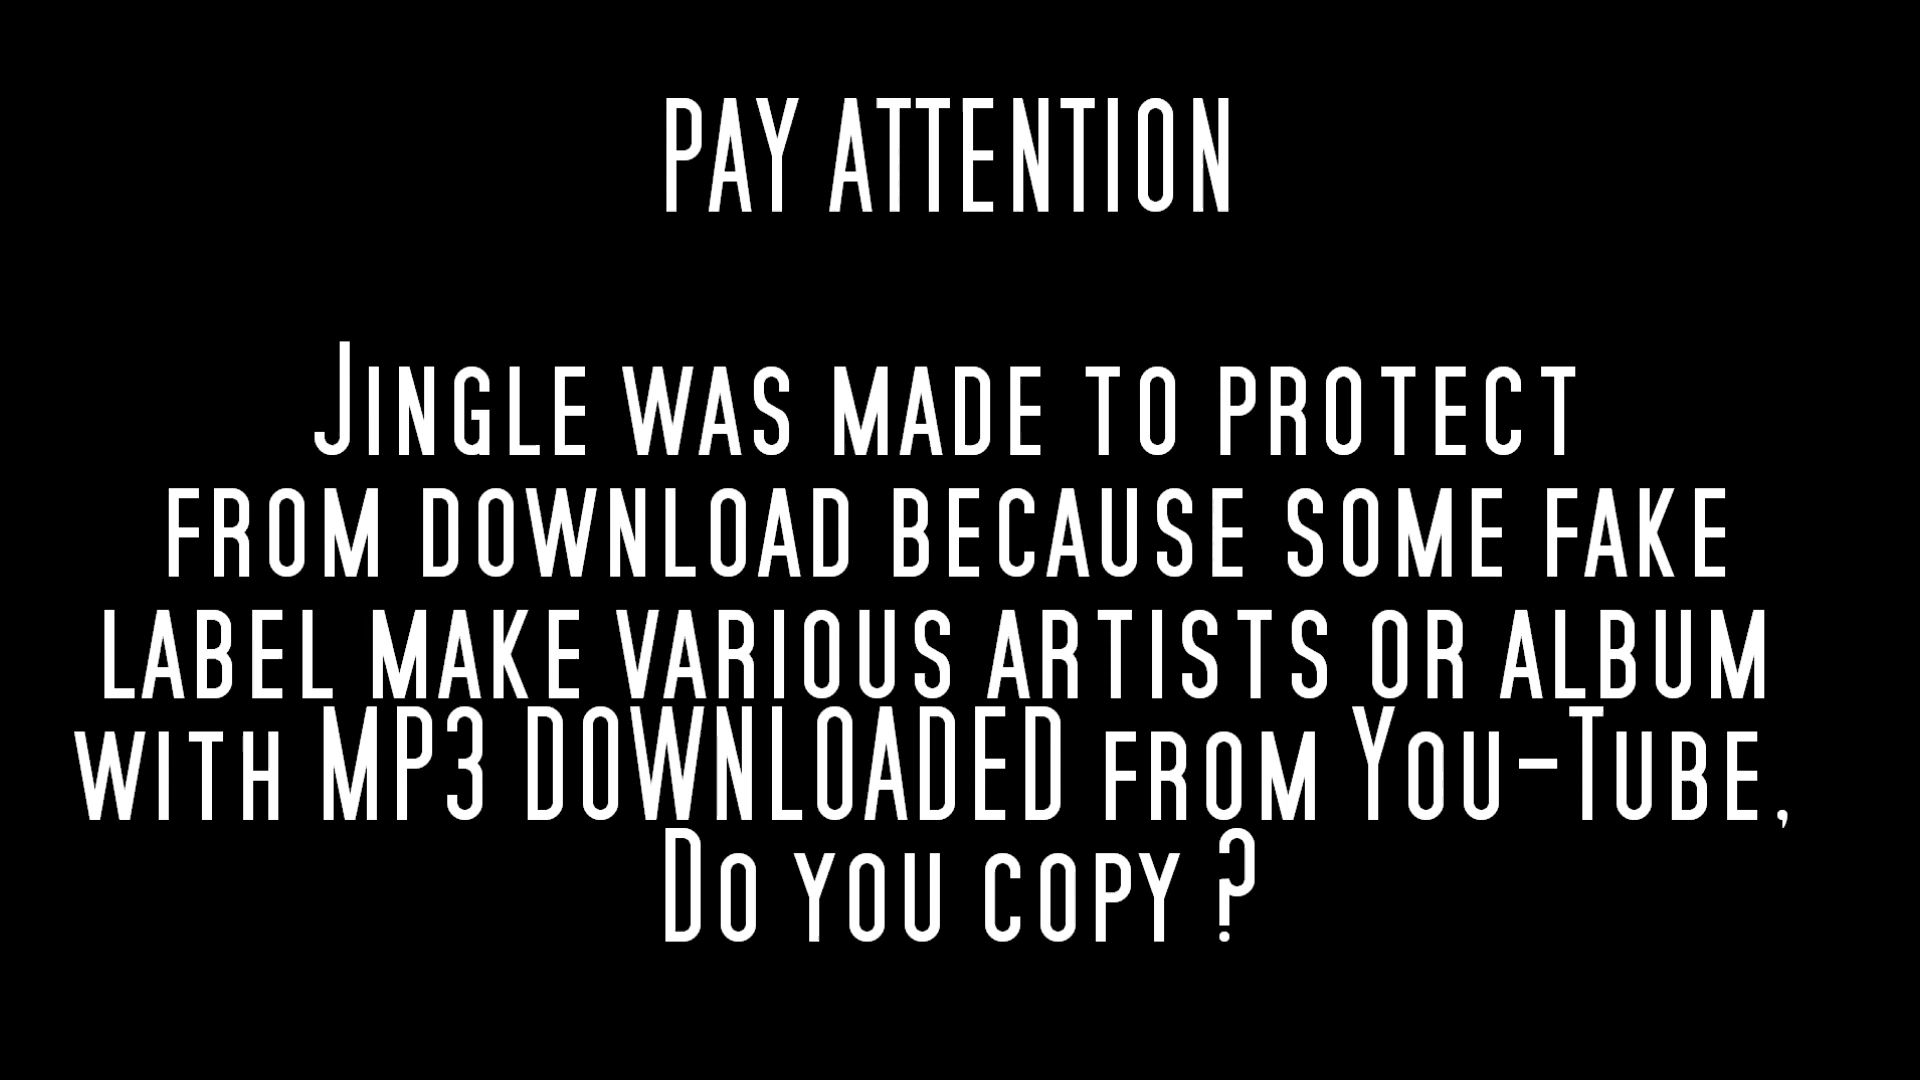 PAY ATTENTION
Jingle was made to protect
from download because some fake
label make various artists or album
with MP3 DOWNLOADED from You-Tube,
Do you copy ?